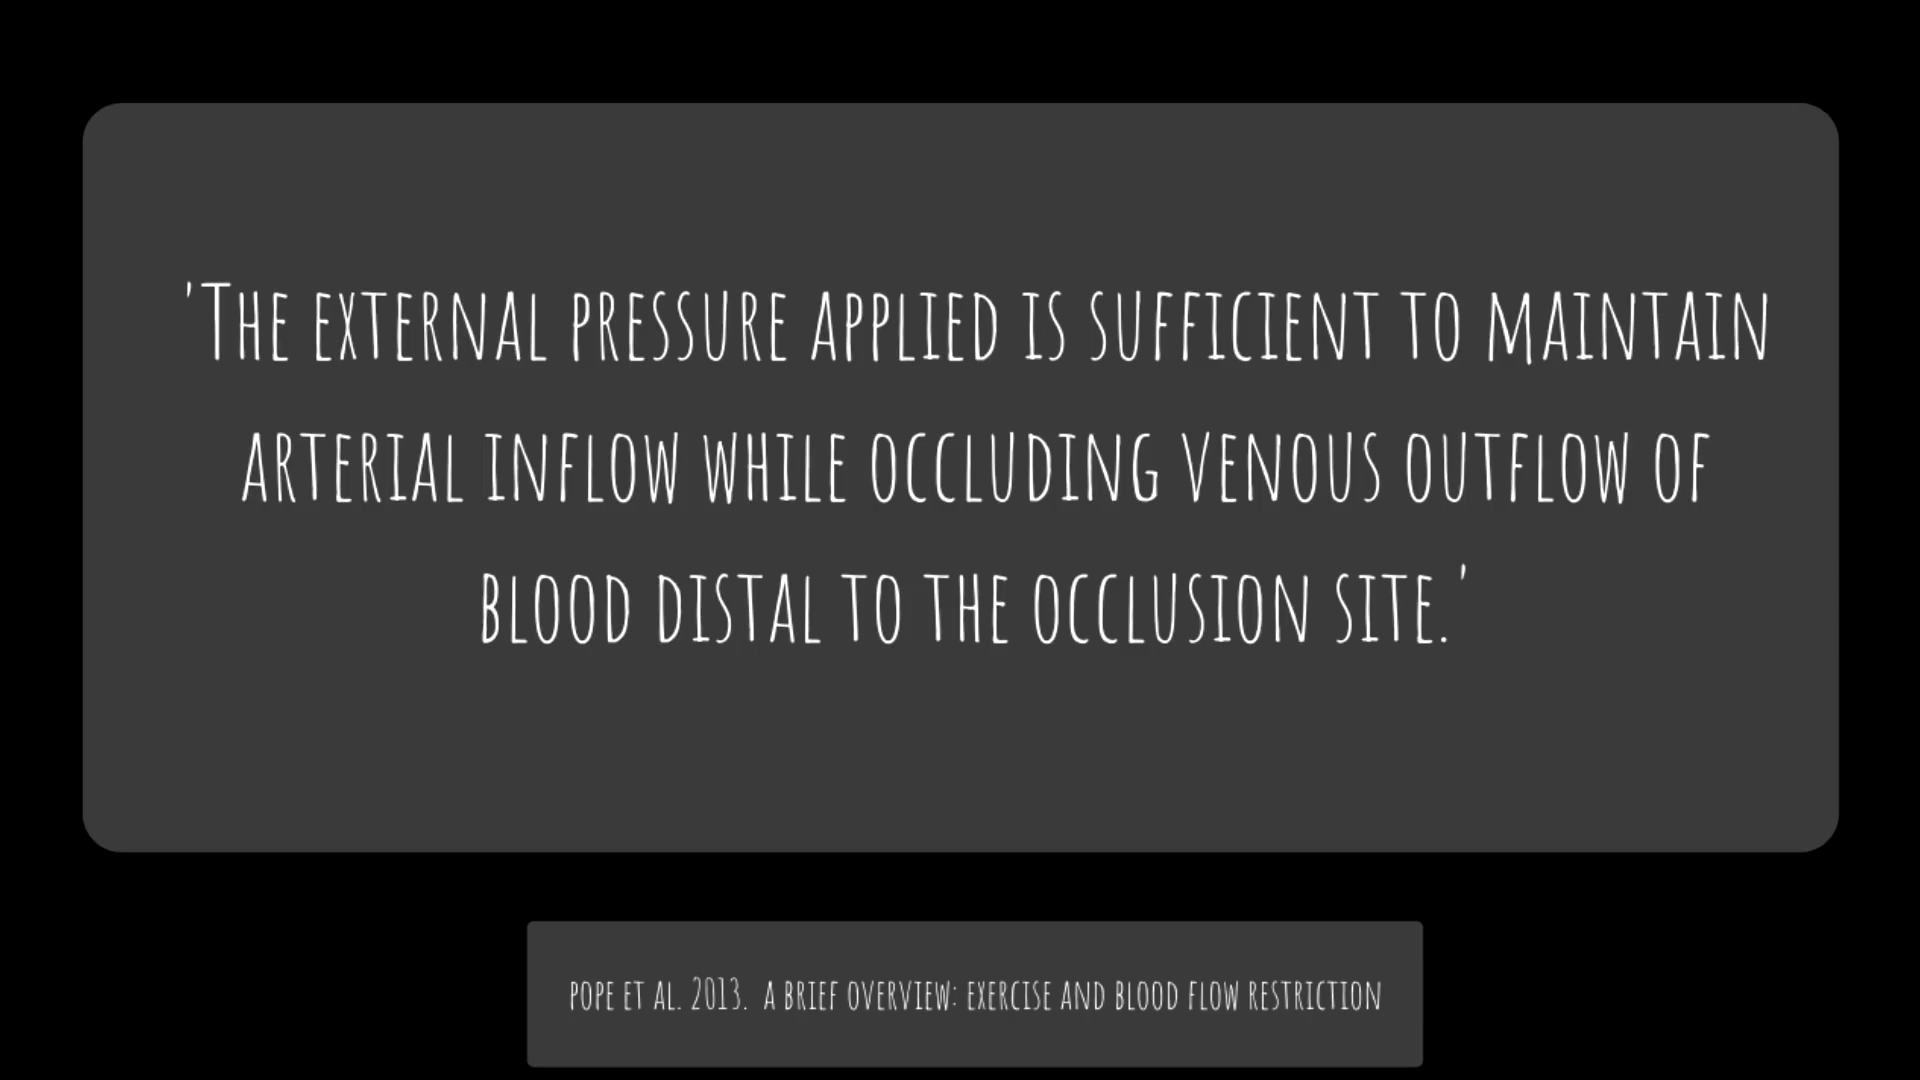 'The external pressure applied is sufficient to maintain
arterial inflow while occluding venous outflow of
blood distal to the occlusion site.'
pope et al. 2013. a brief overview: exercise and blood flow restriction